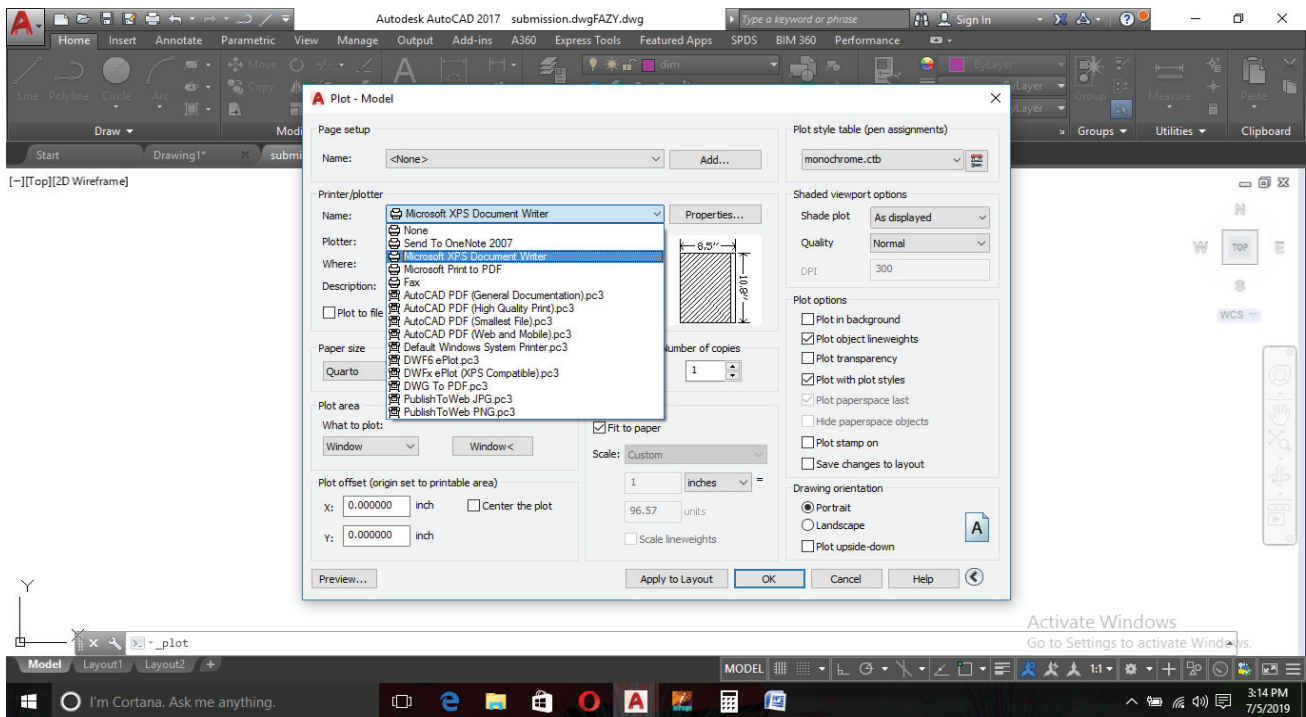 Autodesk AutoCAD 2017 submission.dwgFAZY.dwg
Type a keyword or phrase
Sign In
Home Insert Annotate Parametric View Manage Output Add-ins A360 Express Tools Featured Apps SPDS BIM 360 Performance
Move
dim
ByLayer
Line Polyline Circle Arc
Copy
Group
Measure
Paste
Draw
Groups
Utilities
Clipboard
Start
Drawing1*
submi
[−][Top][2D Wireframe]
Plot - Model
Page setup
Name: <None>
Add...
Printer/plotter
Name: Microsoft XPS Document Writer
Properties...
Plotter:
Where:
Description:
Plot to file
None
Send To OneNote 2007
Microsoft XPS Document Writer
Microsoft Print to PDF
Fax
AutoCAD PDF (General Documentation).pc3
AutoCAD PDF (High Quality Print).pc3
AutoCAD PDF (Smallest File).pc3
AutoCAD PDF (Web and Mobile).pc3
Default Windows System Printer.pc3
DWF6 ePlot.pc3
DWFx ePlot (XPS Compatible).pc3
DWG To PDF.pc3
PublishToWeb JPG.pc3
PublishToWeb PNG.pc3
8.5″
10.8″
Paper size
Quarto
umber of copies
1
Plot area
What to plot:
Window
Window<
Fit to paper
Scale: Custom
1 inches =
96.57 units
Scale lineweights
Plot offset (origin set to printable area)
X: 0.000000 inch
Center the plot
Y: 0.000000 inch
Plot style table (pen assignments)
monochrome.ctb
Shaded viewport options
Shade plot As displayed
Quality Normal
DPI 300
Plot options
Plot in background
Plot object lineweights
Plot transparency
Plot with plot styles
Plot paperspace last
Hide paperspace objects
Plot stamp on
Save changes to layout
Drawing orientation
Portrait
Landscape
Plot upside-down
A
Preview...
Apply to Layout
OK
Cancel
Help
N
W TOP E
S
WCS
Y
X
Activate Windows
Go to Settings to activate Windows.
_plot
Model Layout1 Layout2 +
MODEL
1:1
I'm Cortana. Ask me anything.
3:14 PM
7/5/2019